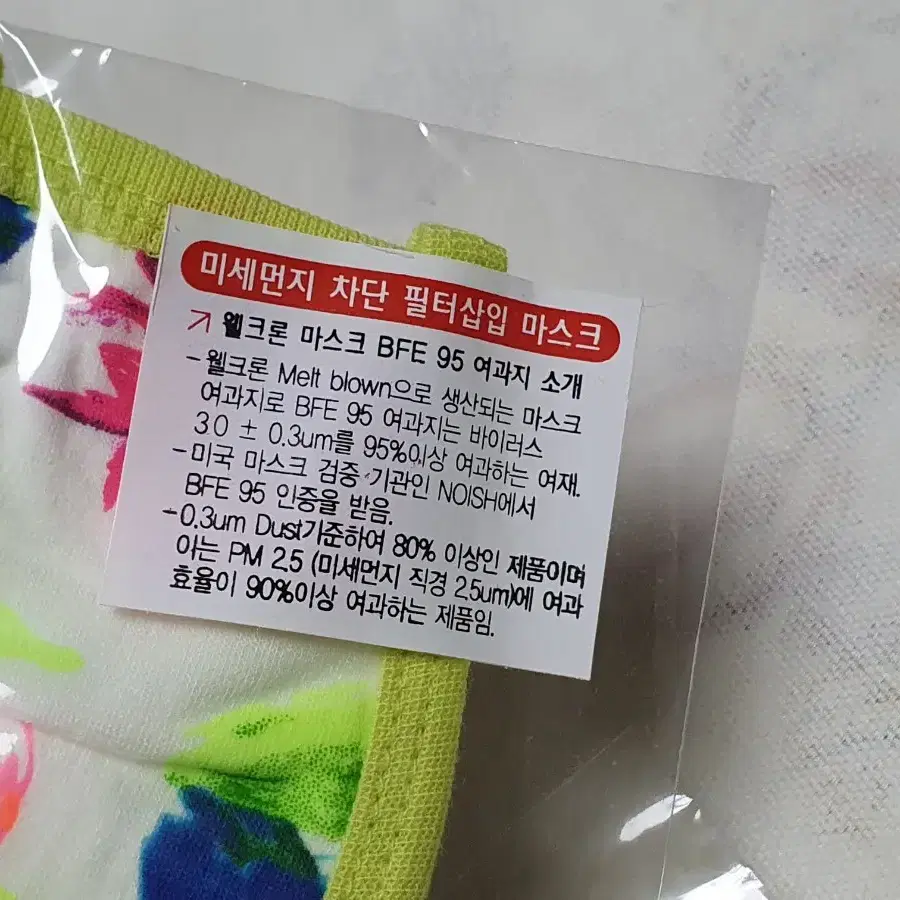 미세먼지 차단 필터삽입 마스크
↗ 웰크론 마스크 BFE 95 여과지 소개
-웰크론 Melt blown으로 생산되는 마스크
여과지로 BFE 95 여과지는 바이러스
3.0 ± 0.3um를 95%이상 여과하는 여재.
-미국 마스크 검증 기관인 NOISH에서
BFE 95 인증을 받음.
-0.3um Dust기준하여 80% 이상인 제품이며
이는 PM 2.5 (미세먼지 직경 2.5um)에 여과
효율이 90%이상 여과하는 제품임.